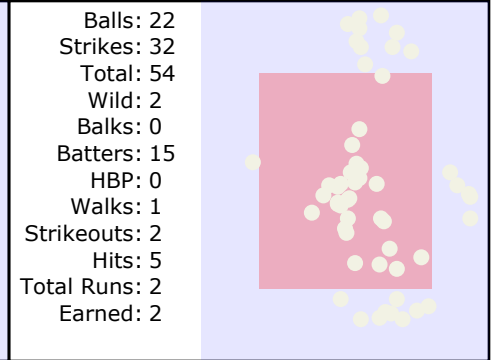 Balls: 22
Strikes: 32
Total: 54
Wild: 2
Balks: 0
Batters: 15
HBP: 0
Walks: 1
Strikeouts: 2
Hits: 5
Total Runs: 2
Earned: 2